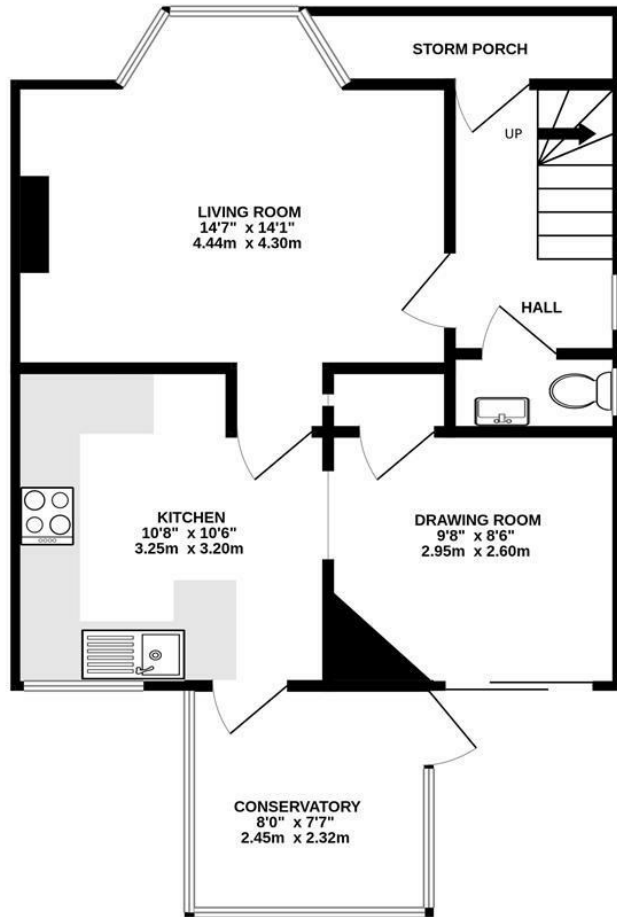 STORM PORCH
UP
LIVING ROOM
14'7" x 14'1"
4.44m x 4.30m
HALL
KITCHEN
10'8" x 10'6"
3.25m x 3.20m
DRAWING ROOM
9'8" x 8'6"
2.95m x 2.60m
CONSERVATORY
8'0" x 7'7"
2.45m x 2.32m